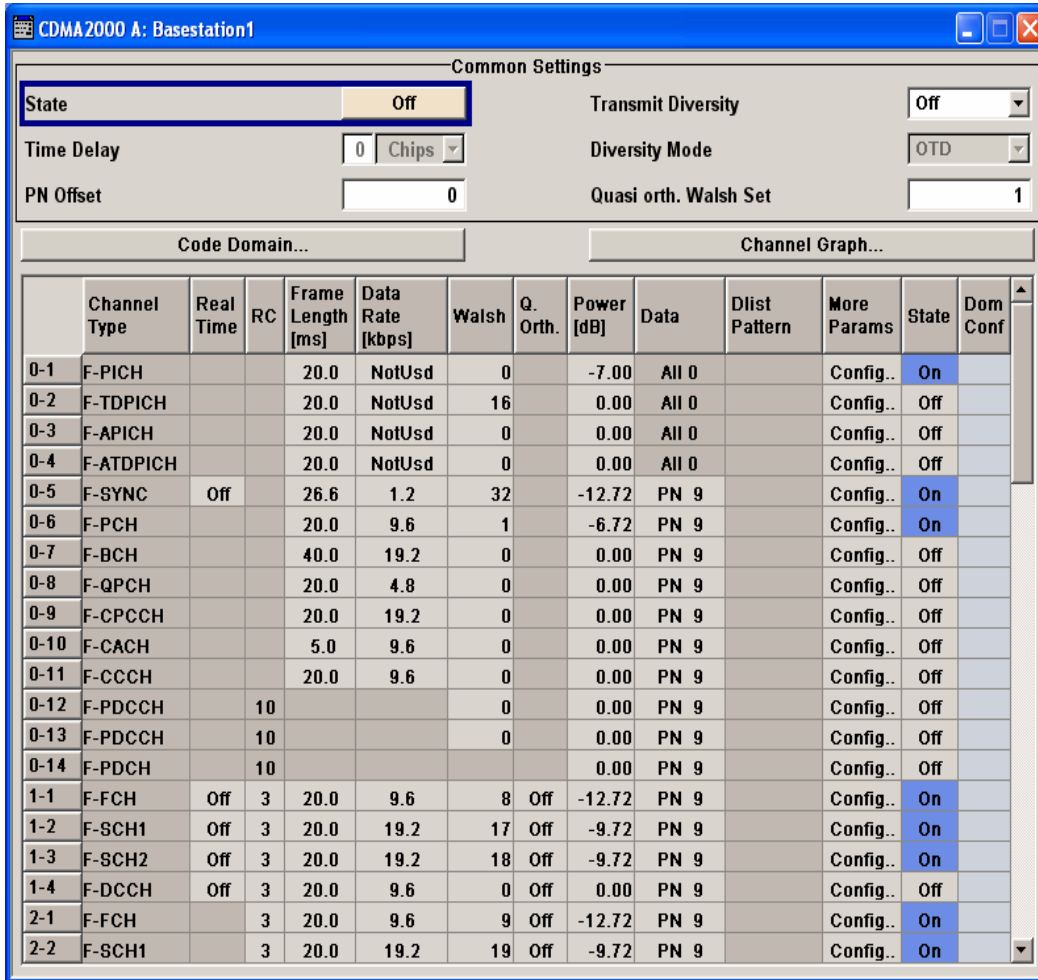 CDMA2000 A: Basestation1
Common Settings
State Off Transmit Diversity Off
Time Delay 0 Chips Diversity Mode OTD
PN Offset 0 Quasi orth. Walsh Set 1
Code Domain... Channel Graph...
Channel Type Real Time RC Frame Length [ms] Data Rate [kbps] Walsh Q. Orth. Power [dB] Data Dlist Pattern More Params State Dom Conf
0-1 F-PICH 20.0 NotUsd 0 -7.00 All 0 Config.. On
0-2 F-TDPICH 20.0 NotUsd 16 0.00 All 0 Config.. Off
0-3 F-APICH 20.0 NotUsd 0 0.00 All 0 Config.. Off
0-4 F-ATDPICH 20.0 NotUsd 0 0.00 All 0 Config.. Off
0-5 F-SYNC Off 26.6 1.2 32 -12.72 PN 9 Config.. On
0-6 F-PCH 20.0 9.6 1 -6.72 PN 9 Config.. On
0-7 F-BCH 40.0 19.2 0 0.00 PN 9 Config.. Off
0-8 F-QPCH 20.0 4.8 0 0.00 PN 9 Config.. Off
0-9 F-CPCCH 20.0 19.2 0 0.00 PN 9 Config.. Off
0-10 F-CACH 5.0 9.6 0 0.00 PN 9 Config.. Off
0-11 F-CCCH 20.0 9.6 0 0.00 PN 9 Config.. Off
0-12 F-PDCCH 10 0 0.00 PN 9 Config.. Off
0-13 F-PDCCH 10 0 0.00 PN 9 Config.. Off
0-14 F-PDCH 10 0.00 PN 9 Config.. Off
1-1 F-FCH Off 3 20.0 9.6 8 Off -12.72 PN 9 Config.. On
1-2 F-SCH1 Off 3 20.0 19.2 17 Off -9.72 PN 9 Config.. On
1-3 F-SCH2 Off 3 20.0 19.2 18 Off -9.72 PN 9 Config.. On
1-4 F-DCCH Off 3 20.0 9.6 0 Off 0.00 PN 9 Config.. Off
2-1 F-FCH 3 20.0 9.6 9 Off -12.72 PN 9 Config.. On
2-2 F-SCH1 3 20.0 19.2 19 Off -9.72 PN 9 Config.. On